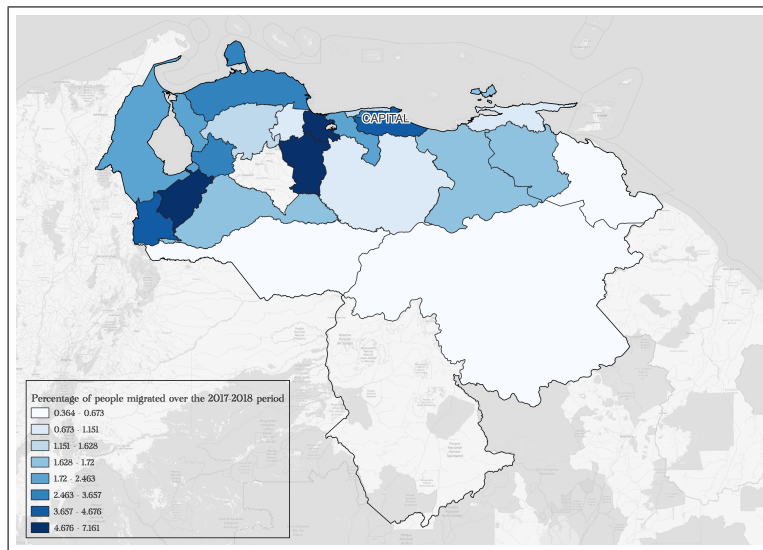 CAPITAL
Percentage of people migrated over the 2017-2018 period
0.364 - 0.673
0.673 - 1.151
1.151 - 1.628
1.628 - 1.72
1.72 - 2.463
2.463 - 3.657
3.657 - 4.676
4.676 - 7.161